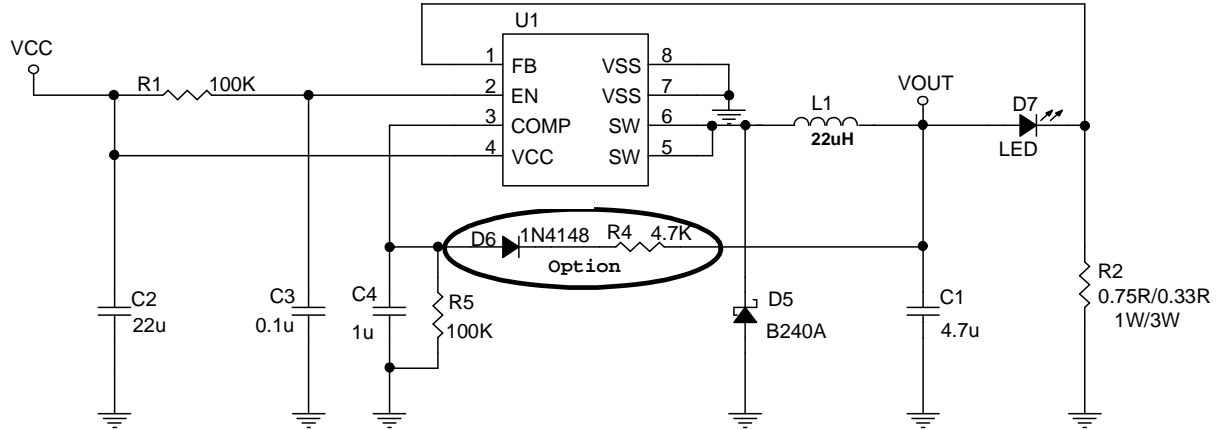 U1
VCC
R1 100K
1 FB
2 EN
3 COMP
4 VCC
VSS 8
VSS 7
SW 6
SW 5
L1
22uH
VOUT
D7
LED
D6 1N4148 R4 4.7K
Option
C2
22u
C3
0.1u
C4
1u
R5
100K
D5
B240A
C1
4.7u
R2
0.75R/0.33R
1W/3W